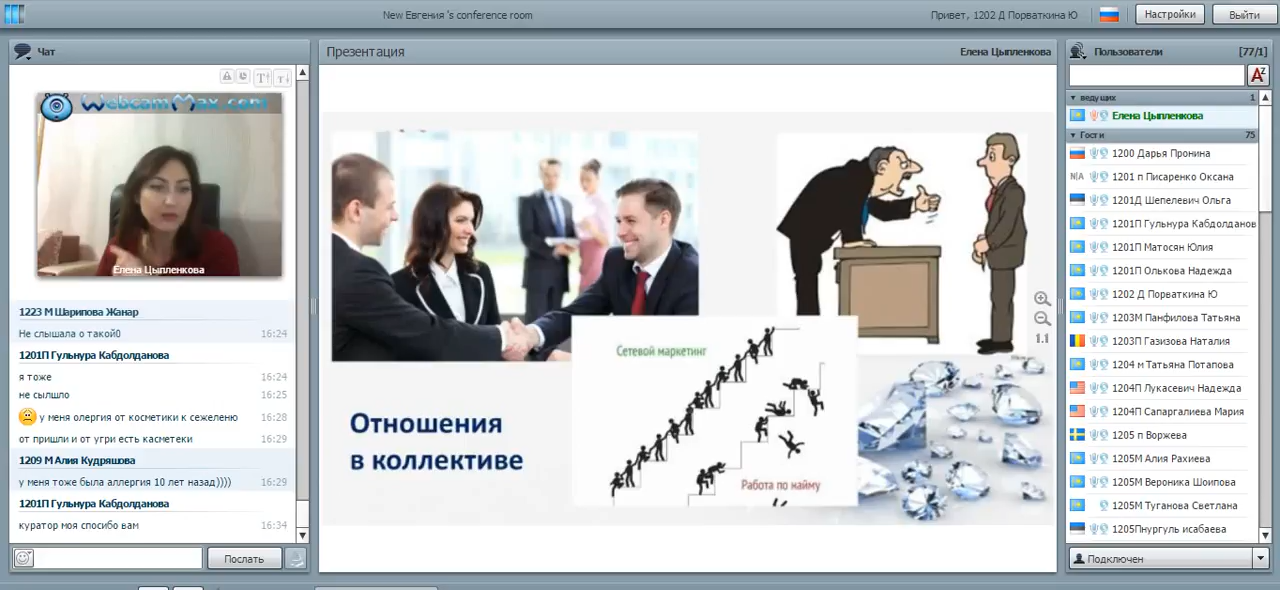 New Евгения 's conference room
Привет, 1202 Д Порваткина Ю
Настройки
Выйти
Чат
WebcamMax.com
Елена Цыпленкова
1223 М Шарипова Жанар
Не слышала о такой0 16:24
1201П Гульнура Кабдолданова
я тоже 16:24
не сылшло 16:25
у меня олергия от косметики к сежелению 16:28
от пришли и от угри есть касметеки 16:29
1209 М Алия Кудряшова
у меня тоже была аллергия 10 лет назад)))) 16:29
1201П Гульнура Кабдолданова
куратор моя спосибо вам 16:34
Послать
Презентация
Елена Цыпленкова
Сетевой маркетинг
Отношения
в коллективе
Работа по найму
1:1
Пользователи
[77/1]
ведущих 1
Елена Цыпленкова
Гости 75
1200 Дарья Пронина
N/A 1201 п Писаренко Оксана
1201Д Шепелевич Ольга
1201П Гульнура Кабдолданов
1201П Матосян Юлия
1201П Олькова Надежда
1202 Д Порваткина Ю
1203М Панфилова Татьяна
1203П Газизова Наталия
1204 м Татьяна Потапова
1204П Лукасевич Надежда
1204П Сапаргалиева Мария
1205 п Воржева
1205М Алия Рахиева
1205М Вероника Шоипова
1205М Туганова Светлана
1205Пнургуль исабаева
Подключен